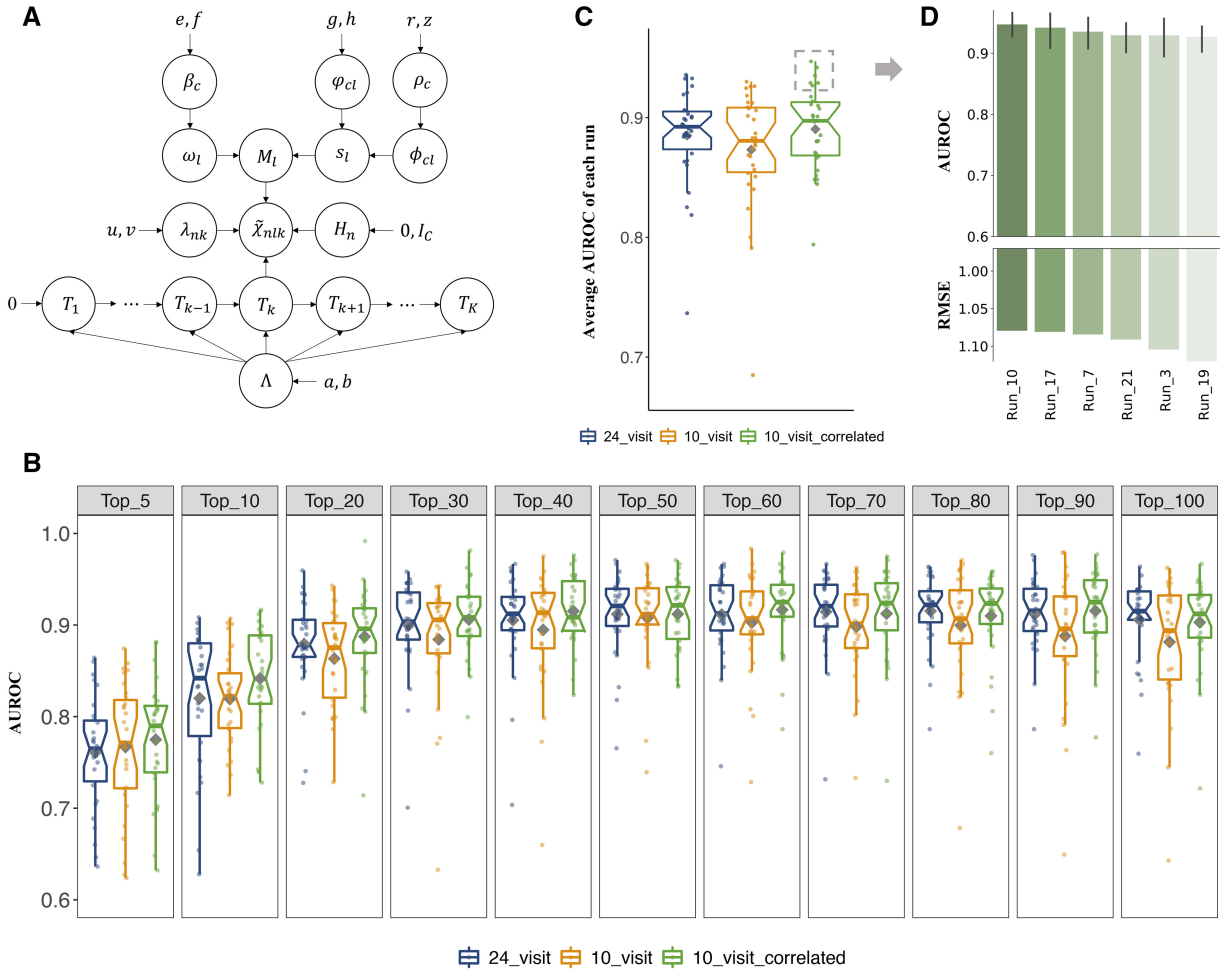 A
e, f
g, h
r, z
β_c
φ_cl
ρ_c
ω_l
M_l
s_l
ϕ_cl
u, v
λ_nk
χ̃_nlk
H_n
0, I_C
0
T_1
...
T_k−1
T_k
T_k+1
...
T_K
Λ
a, b
C
Average AUROC of each run
0.9
0.8
0.7
24_visit
10_visit
10_visit_correlated
D
AUROC
0.9
0.8
0.7
0.6
RMSE
1.00
1.05
1.10
Run_10
Run_17
Run_7
Run_21
Run_3
Run_19
B
Top_5
Top_10
Top_20
Top_30
Top_40
Top_50
Top_60
Top_70
Top_80
Top_90
Top_100
AUROC
1.0
0.9
0.8
0.7
0.6
24_visit
10_visit
10_visit_correlated